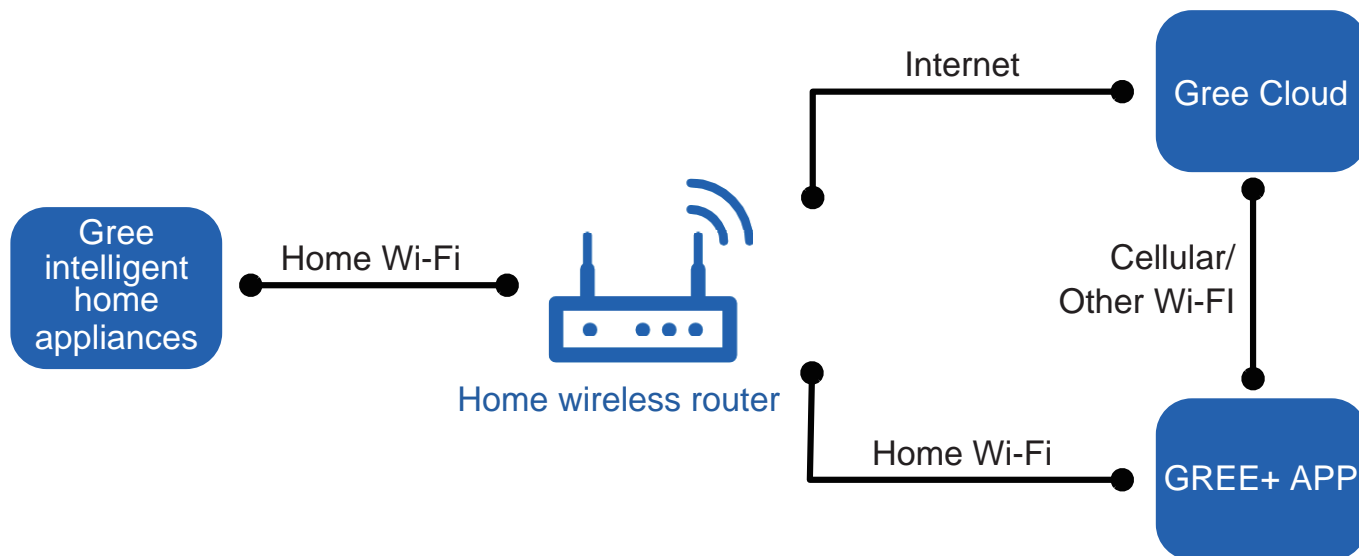 Internet
Gree Cloud
Gree
intelligent
home
appliances
Home Wi-Fi
Cellular/
Other Wi-FI
Home wireless router
Home Wi-Fi
GREE+ APP